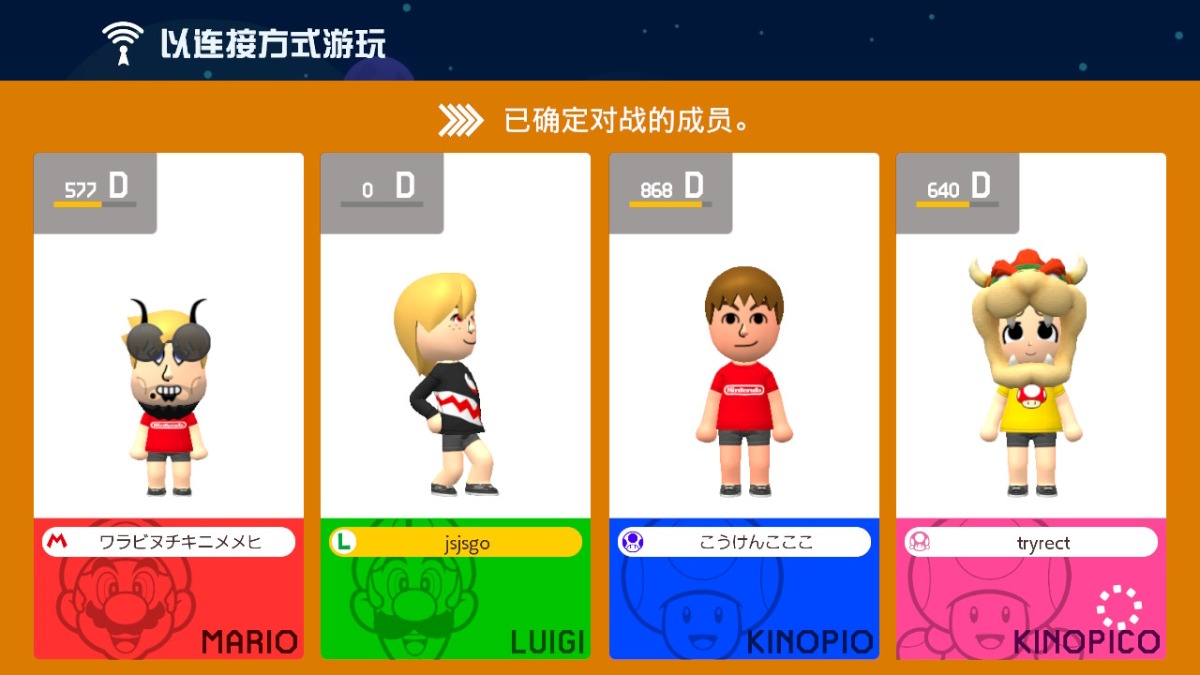 以连接方式游玩
已确定对战的成员。
577 D
0 D
868 D
640 D
Nintendo
Nintendo
ワラビヌチキニメメヒ
L jsjsgo
こうけんこここ
tryrect
MARIO
LUIGI
KINOPIO
KINOPICO